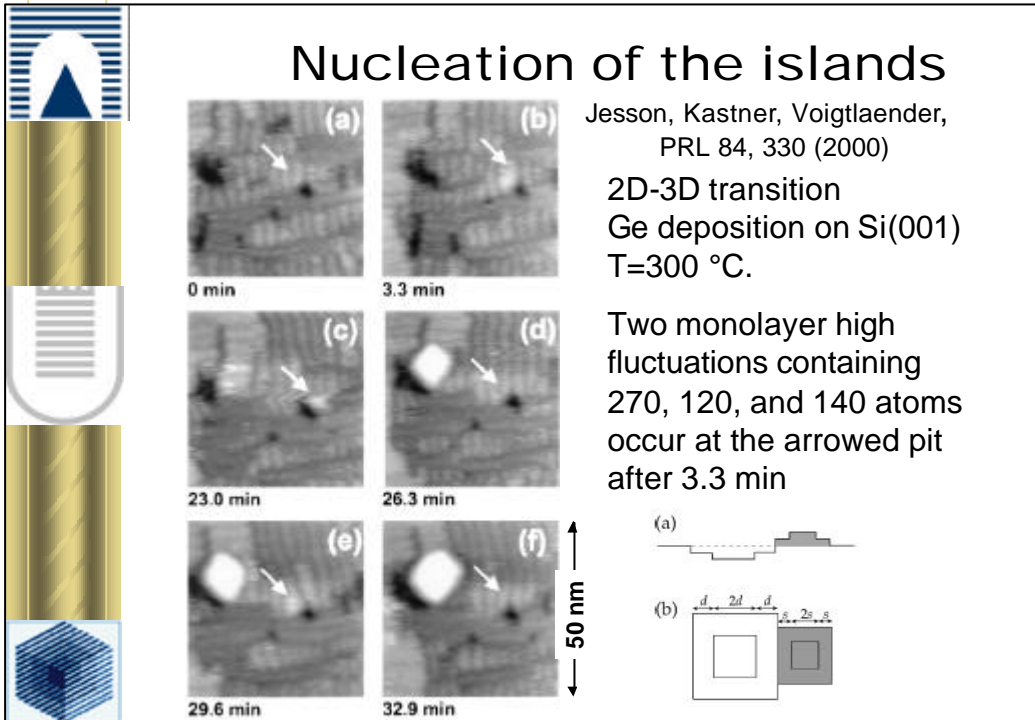 Nucleation of the islands
Jesson, Kastner, Voigtlaender,
PRL 84, 330 (2000)
2D-3D transition
Ge deposition on Si(001)
T=300 °C.
Two monolayer high
fluctuations containing
270, 120, and 140 atoms
occur at the arrowed pit
after 3.3 min
(a)
(b)
0 min
3.3 min
(c)
(d)
23.0 min
26.3 min
(e)
(f)
29.6 min
32.9 min
50 nm
(a)
(b)
d 2d d
s 2s s